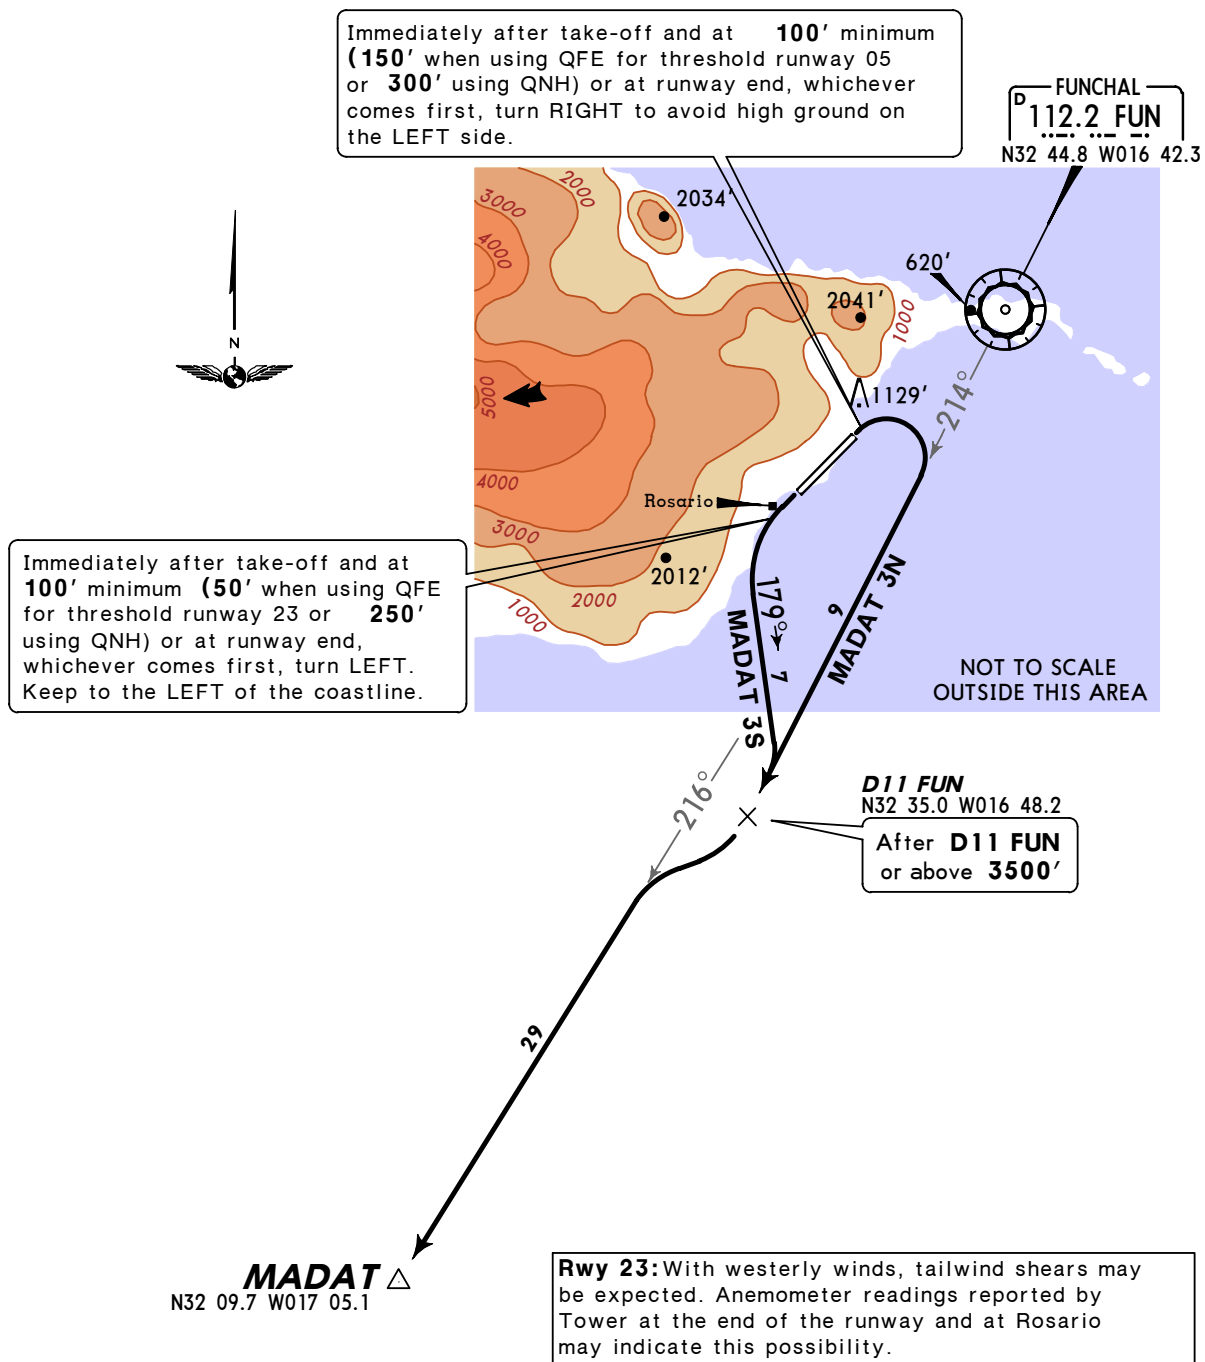 Immediately after take-off and at 100' minimum
(150' when using QFE for threshold runway 05
or 300' using QNH) or at runway end, whichever
comes first, turn RIGHT to avoid high ground on
the LEFT side.
FUNCHAL
D 112.2 FUN
N32 44.8 W016 42.3
2000
3000
4000
2034'
620'
2041'
1000
N
5000
1129'
214°
4000
Rosario
3000
2012'
2000
1000
Immediately after take-off and at
100' minimum (50' when using QFE
for threshold runway 23 or 250'
using QNH) or at runway end,
whichever comes first, turn LEFT.
Keep to the LEFT of the coastline.
179°
7
MADAT 3S
9
MADAT 3N
NOT TO SCALE
OUTSIDE THIS AREA
216°
D11 FUN
N32 35.0 W016 48.2
After D11 FUN
or above 3500'
29
MADAT
N32 09.7 W017 05.1
Rwy 23: With westerly winds, tailwind shears may
be expected. Anemometer readings reported by
Tower at the end of the runway and at Rosario
may indicate this possibility.